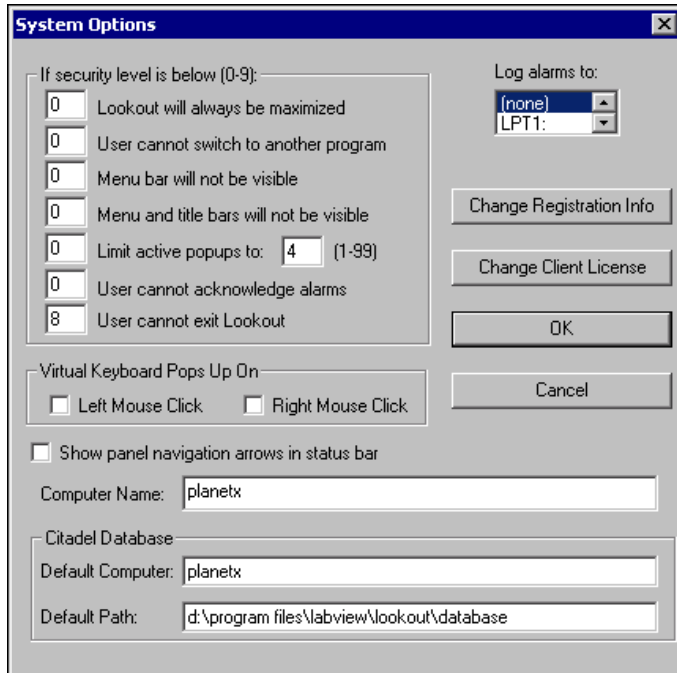 System Options
If security level is below (0-9):
0 Lookout will always be maximized
0 User cannot switch to another program
0 Menu bar will not be visible
0 Menu and title bars will not be visible
0 Limit active popups to: 4 (1-99)
0 User cannot acknowledge alarms
8 User cannot exit Lookout
Log alarms to:
(none)
LPT1:
Change Registration Info
Change Client License
OK
Cancel
Virtual Keyboard Pops Up On
Left Mouse Click Right Mouse Click
Show panel navigation arrows in status bar
Computer Name: planetx
Citadel Database
Default Computer: planetx
Default Path: d:\program files\labview\lookout\database